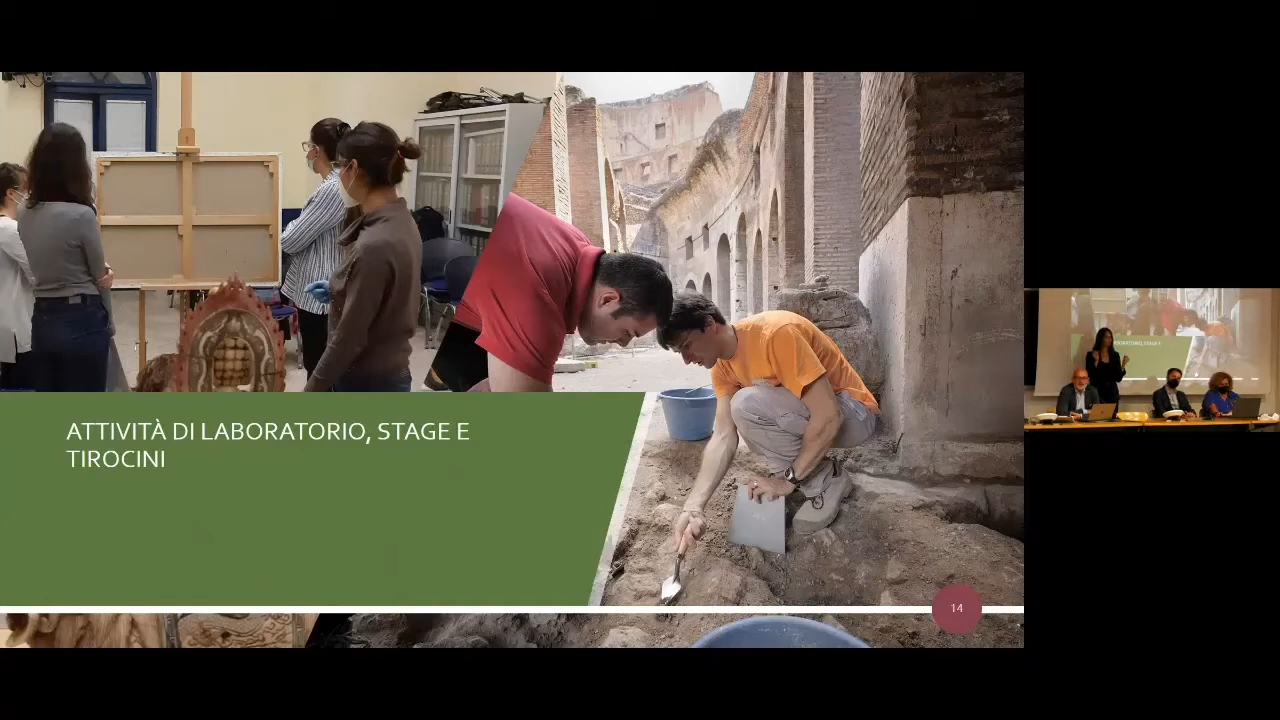 ATTIVITÀ DI LABORATORIO, STAGE E
TIROCINI
14